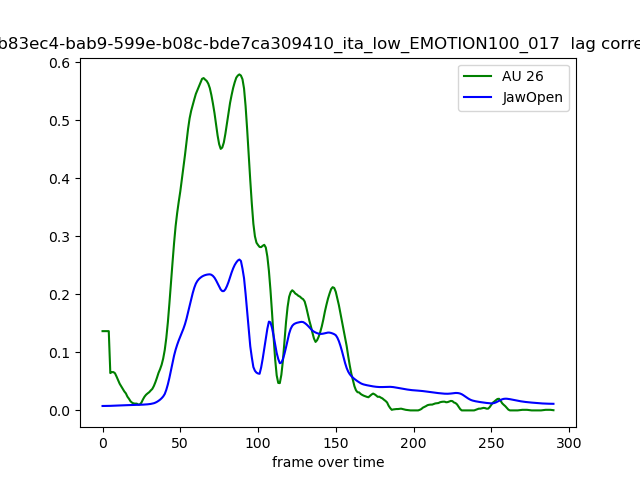 b83ec4-bab9-599e-b08c-bde7ca309410_ita_low_EMOTION100_017 lag corre
AU 26
JawOpen
0.6
0.5
0.4
0.3
0.2
0.1
0.0
0 50 100 150 200 250 300
frame over time